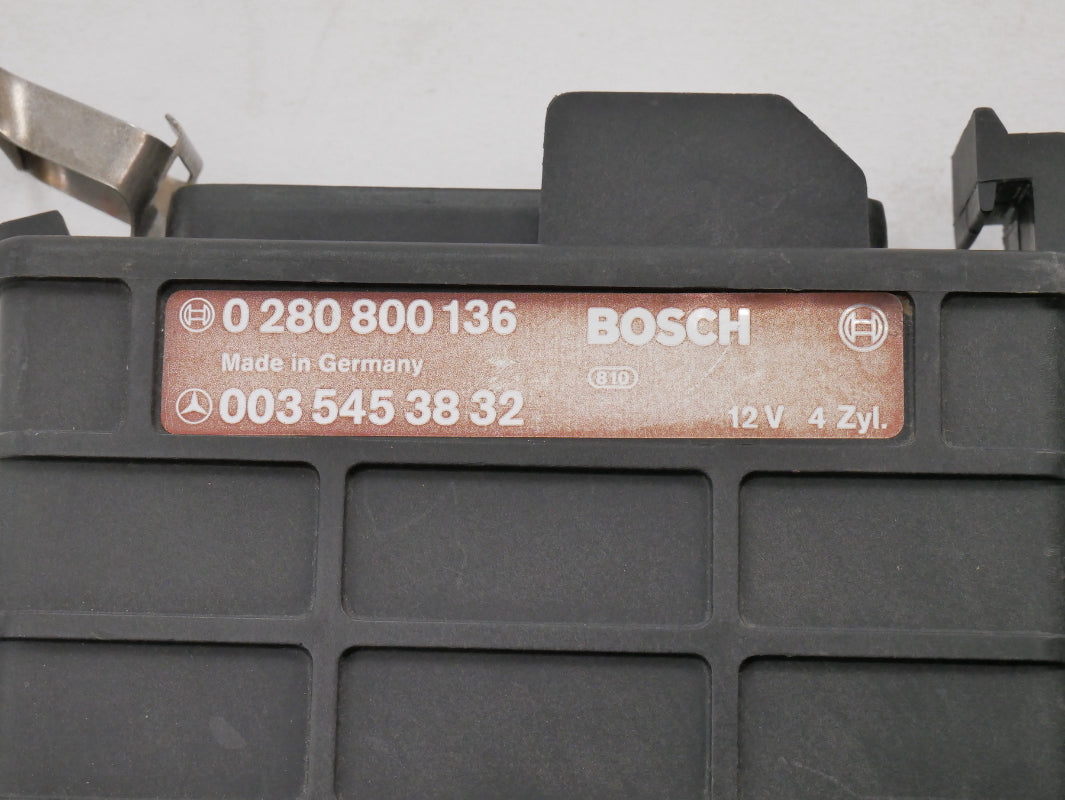 0 280 800 136 BOSCH
Made in Germany 810
003 545 38 32 12 V 4 Zyl.